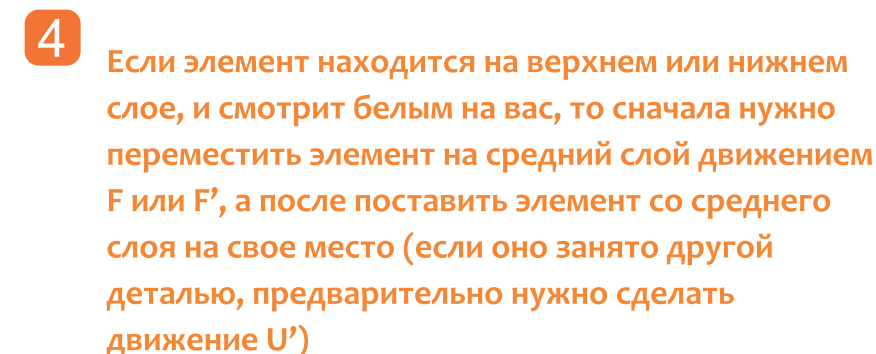 4
Если элемент находится на верхнем или нижнем
слое, и смотрит белым на вас, то сначала нужно
переместить элемент на средний слой движением
F или F’, а после поставить элемент со среднего
слоя на свое место (если оно занято другой
деталью, предварительно нужно сделать
движение U’)